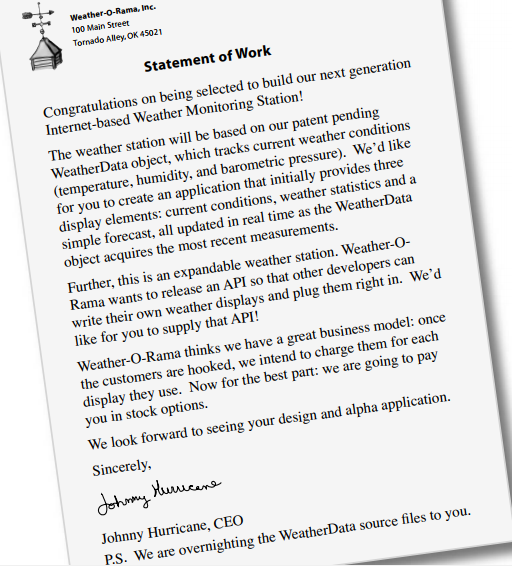 Weather-O-Rama, Inc.
100 Main Street
Tornado Alley, OK 45021
Statement of Work
Congratulations on being selected to build our next generation
Internet-based Weather Monitoring Station!
The weather station will be based on our patent pending
WeatherData object, which tracks current weather conditions
(temperature, humidity, and barometric pressure).  We’d like
for you to create an application that initially provides three
display elements: current conditions, weather statistics and a
simple forecast, all updated in real time as the WeatherData
object acquires the most recent measurements.
Further, this is an expandable weather station. Weather-O-
Rama wants to release an API so that other developers can
write their own weather displays and plug them right in.  We’d
like for you to supply that API!
Weather-O-Rama thinks we have a great business model: once
the customers are hooked, we intend to charge them for each
display they use.  Now for the best part: we are going to pay
you in stock options.
We look forward to seeing your design and alpha application.
Sincerely,
Johnny Hurricane
Johnny Hurricane, CEO
P.S.  We are overnighting the WeatherData source files to you.